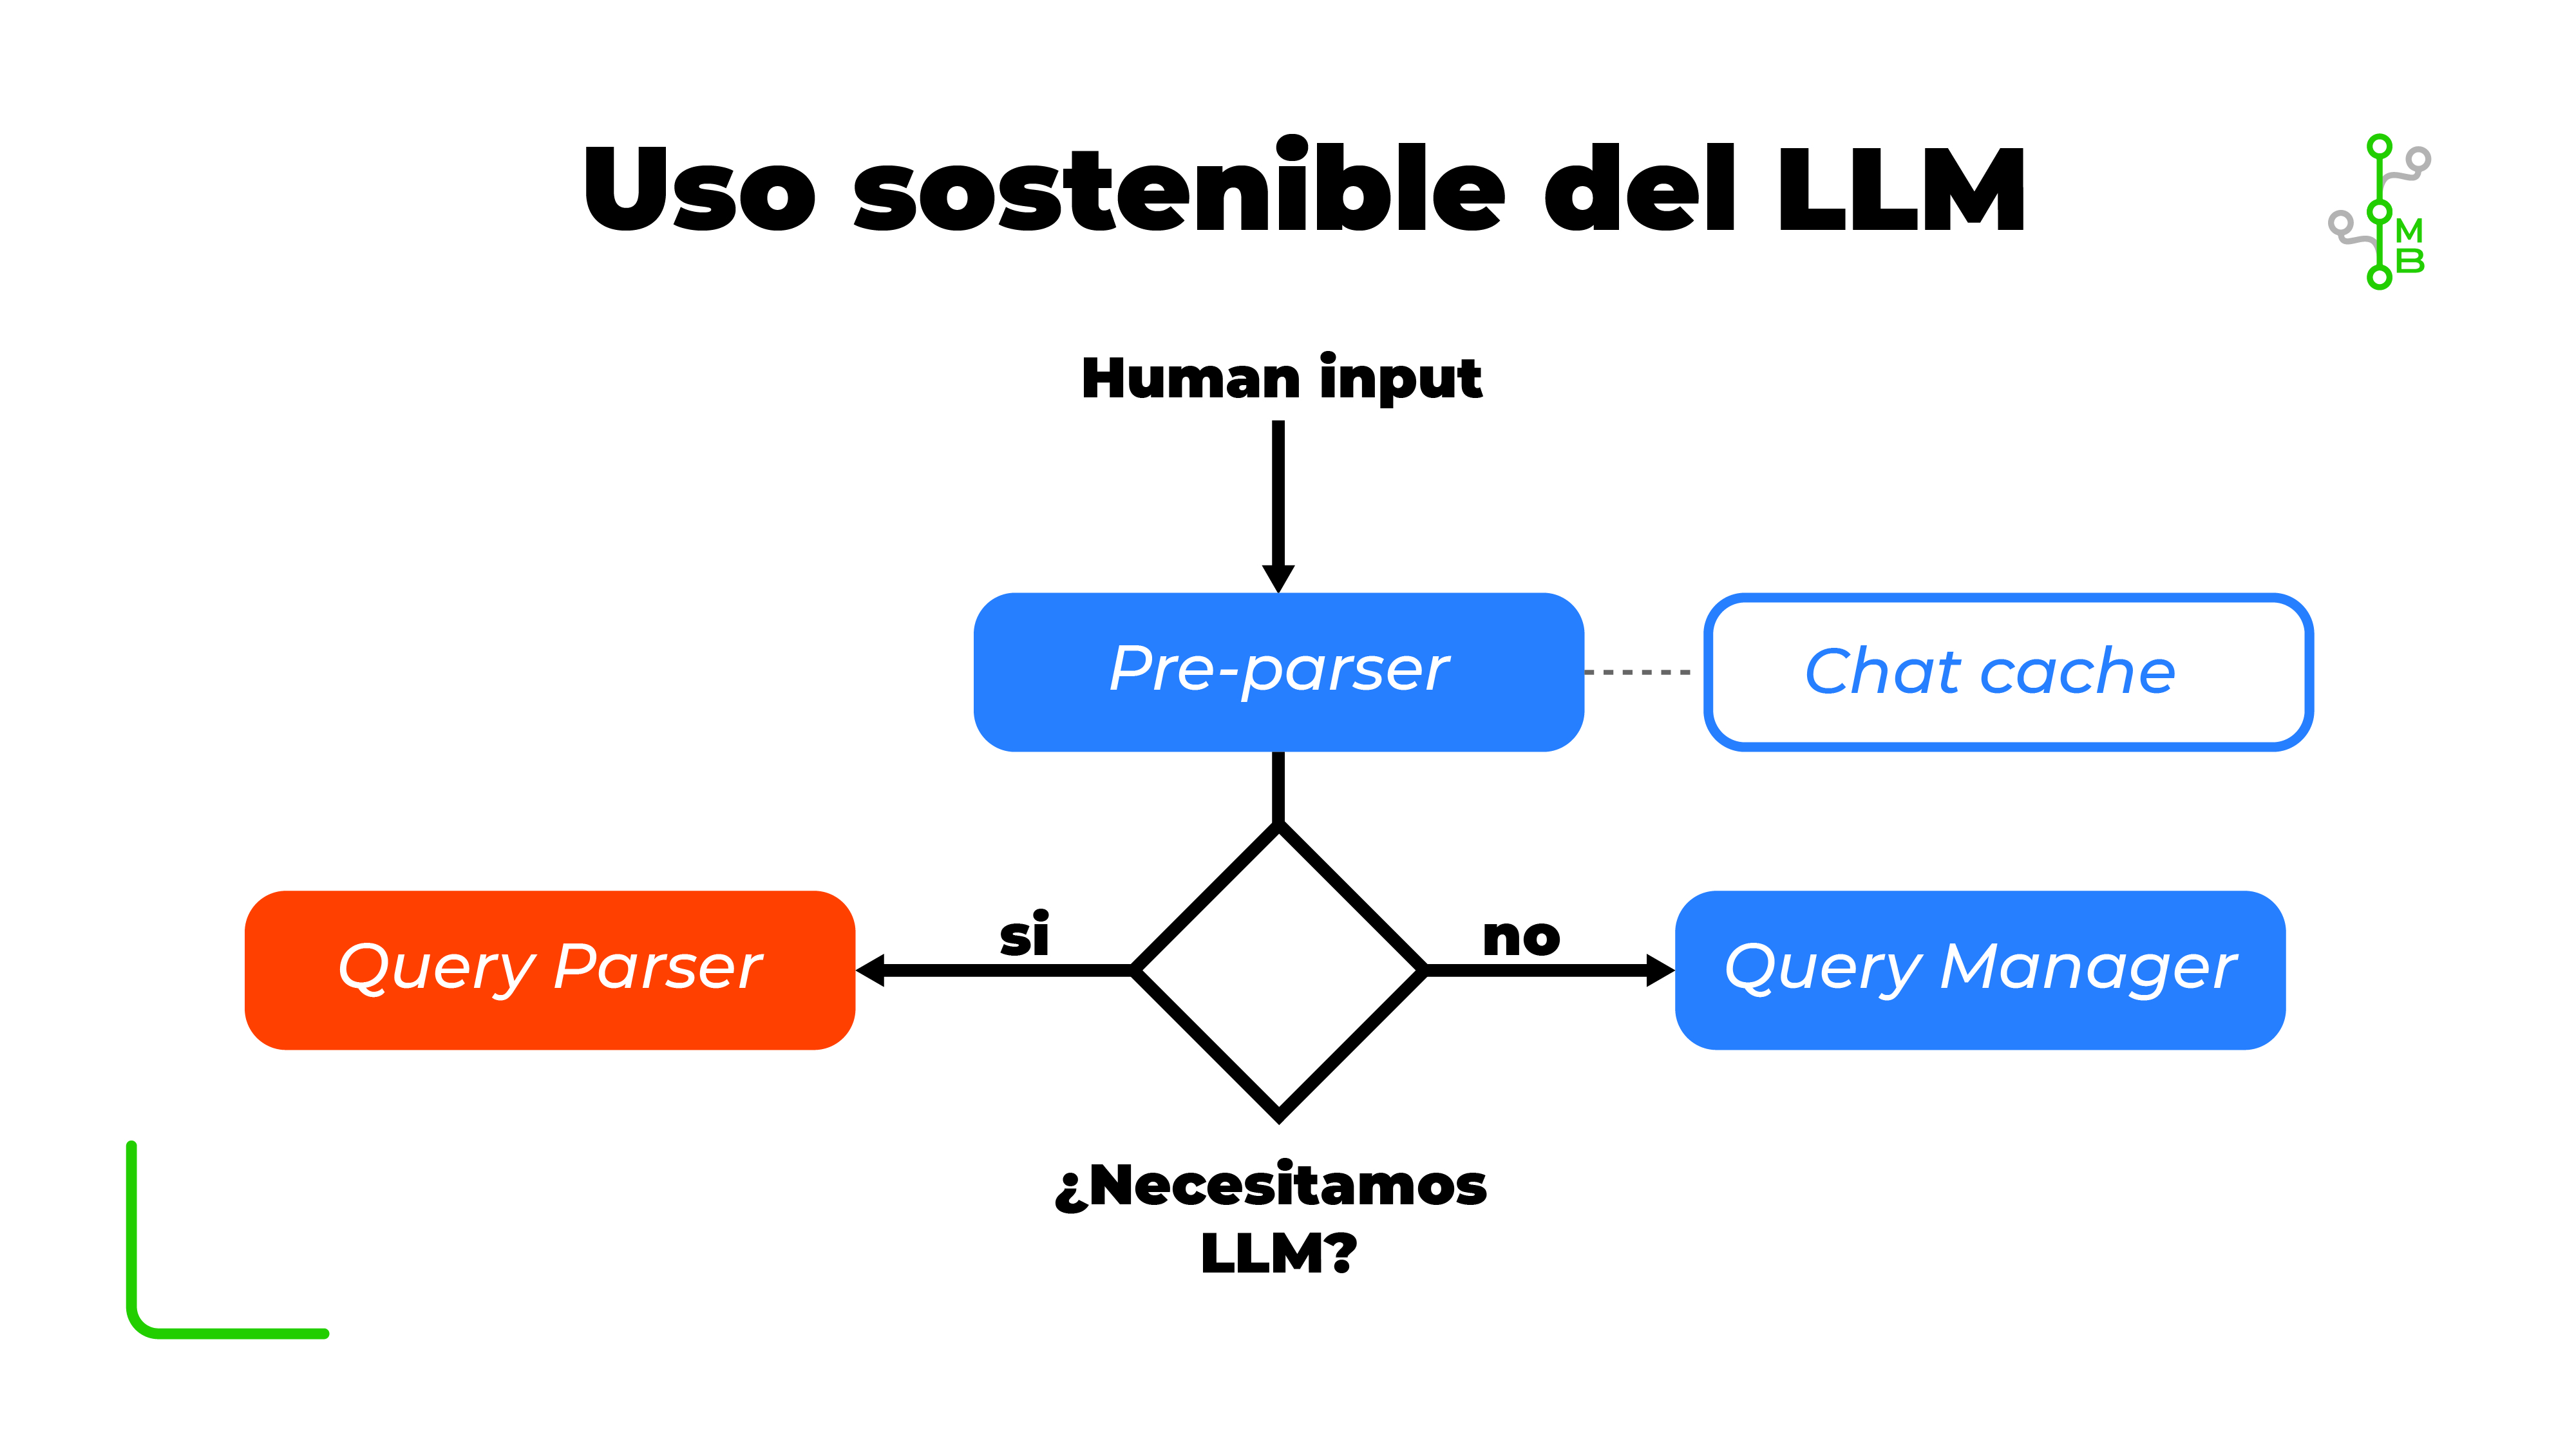 Uso sostenible del LLM
M
B
Human input
Pre-parser
Chat cache
si
no
Query Parser
Query Manager
¿Necesitamos
LLM?